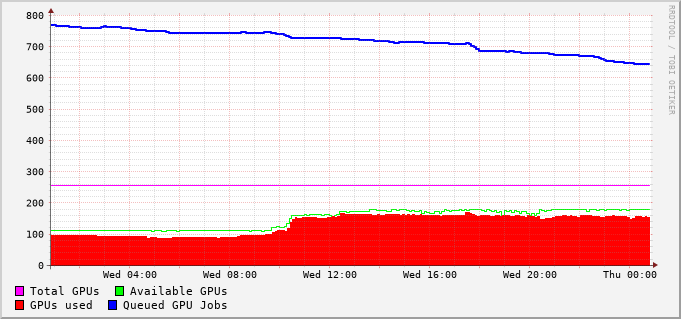 800
700
600
500
400
300
200
100
0
Wed 04:00 Wed 08:00 Wed 12:00 Wed 16:00 Wed 20:00 Thu 00:00
Total GPUs Available GPUs
GPUs used Queued GPU Jobs
RRDTOOL / TOBI OETIKER